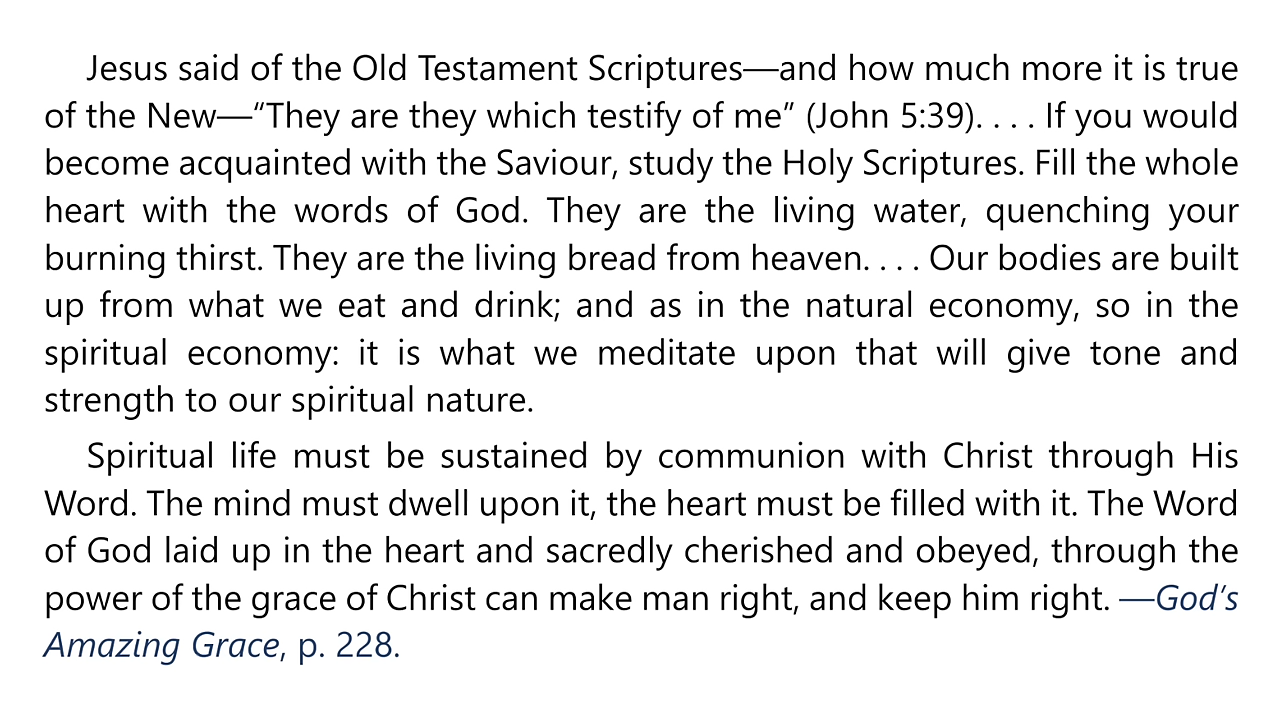 Jesus said of the Old Testament Scriptures—and how much more it is true
of the New—“They are they which testify of me” (John 5:39). . . . If you would
become acquainted with the Saviour, study the Holy Scriptures. Fill the whole
heart with the words of God. They are the living water, quenching your
burning thirst. They are the living bread from heaven. . . . Our bodies are built
up from what we eat and drink; and as in the natural economy, so in the
spiritual economy: it is what we meditate upon that will give tone and
strength to our spiritual nature.
Spiritual life must be sustained by communion with Christ through His
Word. The mind must dwell upon it, the heart must be filled with it. The Word
of God laid up in the heart and sacredly cherished and obeyed, through the
power of the grace of Christ can make man right, and keep him right. —God’s
Amazing Grace, p. 228.